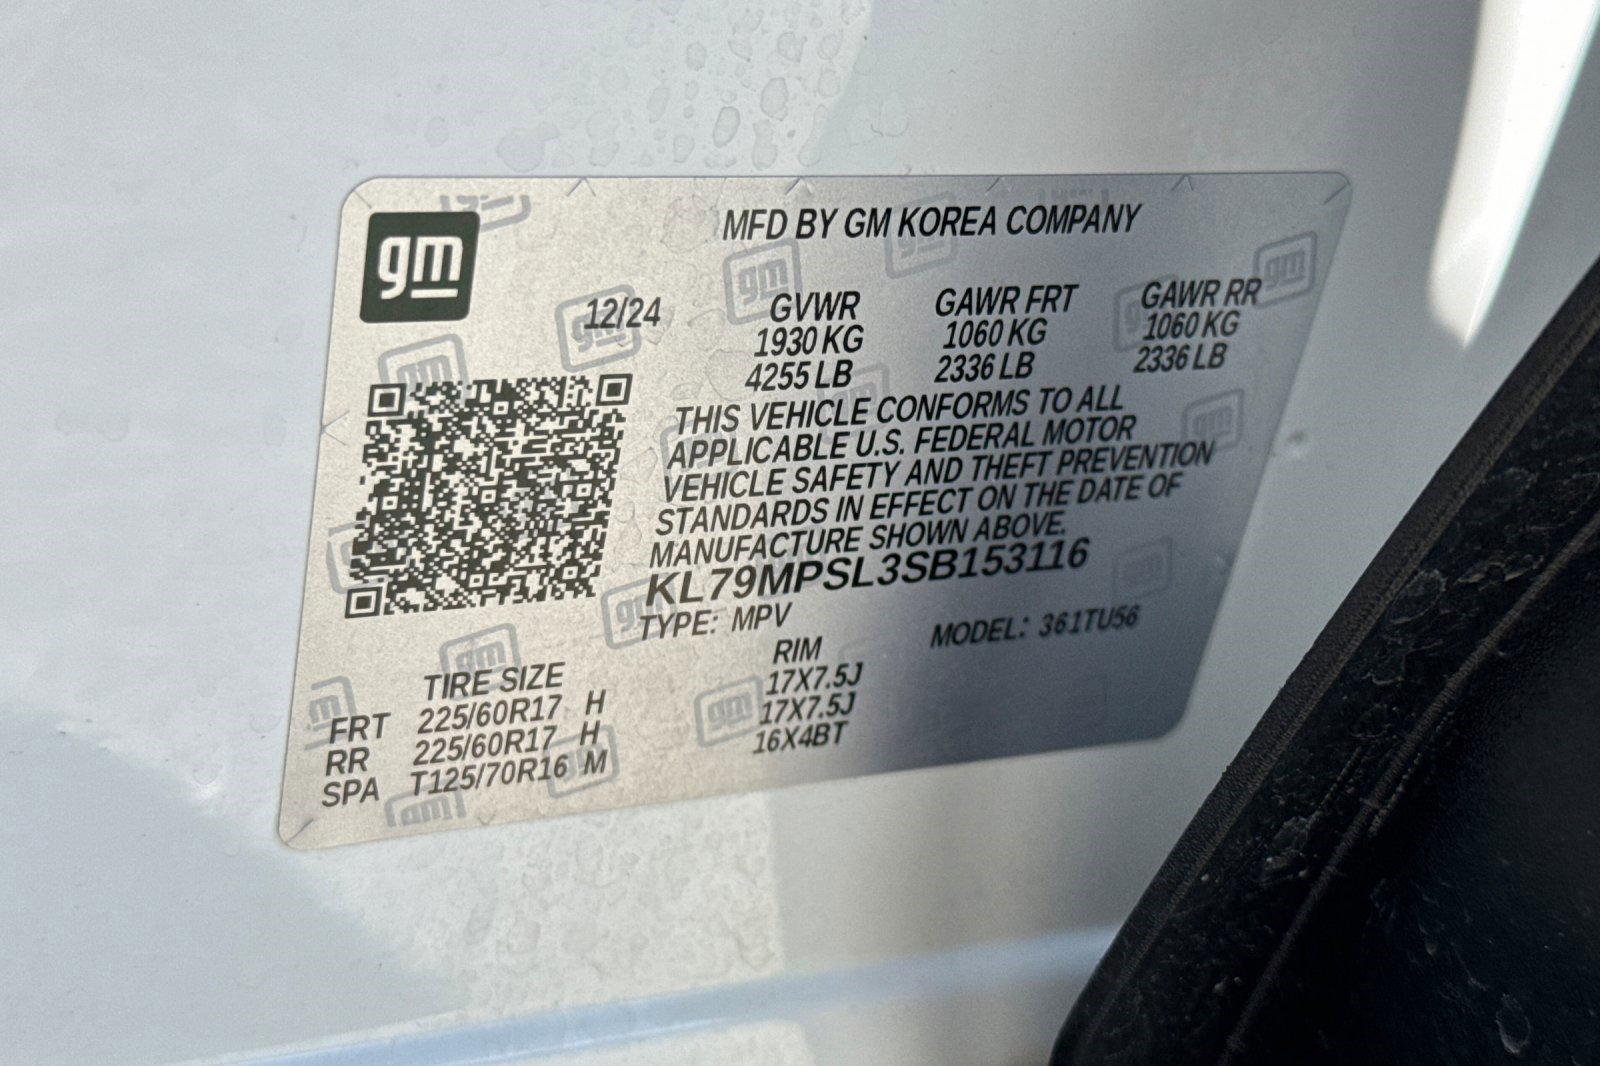 gm
MFD BY GM KOREA COMPANY
12/24 GVWR GAWR FRT GAWR RR
1930 KG 1060 KG 1060 KG
4255 LB 2336 LB 2336 LB
THIS VEHICLE CONFORMS TO ALL
APPLICABLE U.S. FEDERAL MOTOR
VEHICLE SAFETY AND THEFT PREVENTION
STANDARDS IN EFFECT ON THE DATE OF
MANUFACTURE SHOWN ABOVE.
KL79MPSL3SB153116
TYPE: MPV MODEL: 361TU56
TIRE SIZE RIM
FRT 225/60R17 H 17X7.5J
RR 225/60R17 H 17X7.5J
SPA T125/70R16 M 16X4BT